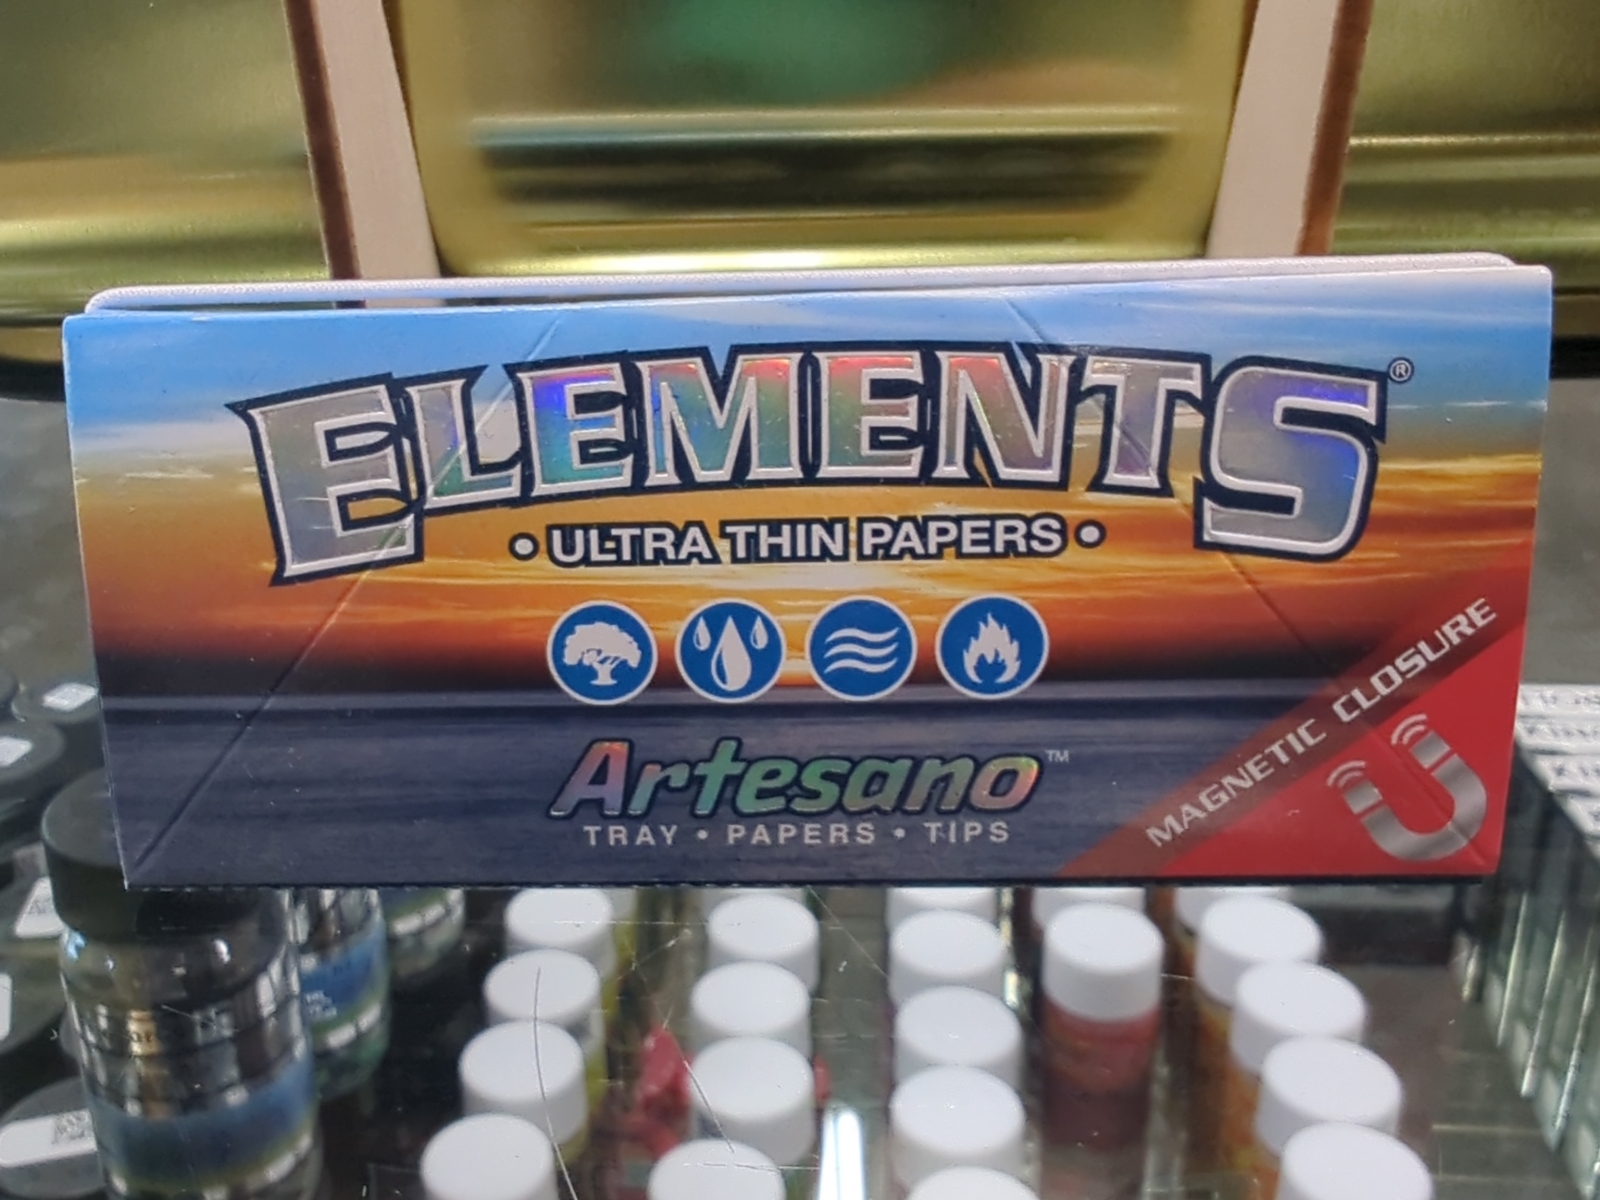 ELEMENTS®
• ULTRA THIN PAPERS •
Artesano™
TRAY • PAPERS • TIPS
MAGNETIC CLOSURE